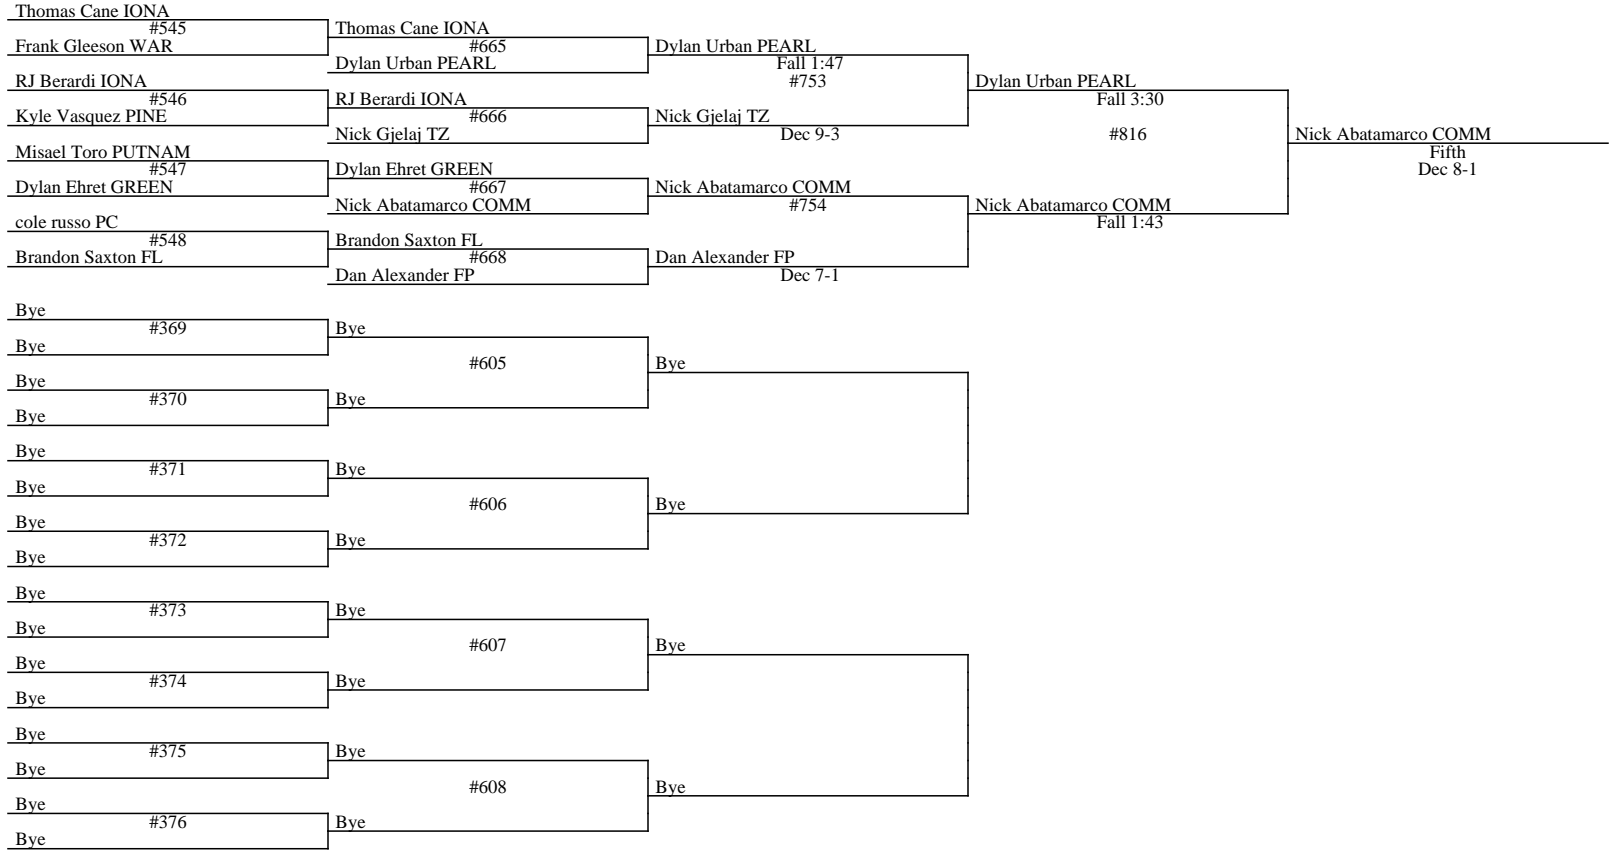 Thomas Cane IONA
#545
Frank Gleeson WAR
RJ Berardi IONA
#546
Kyle Vasquez PINE
Misael Toro PUTNAM
#547
Dylan Ehret GREEN
cole russo PC
#548
Brandon Saxton FL
Thomas Cane IONA
#665
Dylan Urban PEARL
RJ Berardi IONA
#666
Nick Gjelaj TZ
Dylan Ehret GREEN
#667
Nick Abatamarco COMM
Brandon Saxton FL
#668
Dan Alexander FP
Dylan Urban PEARL
Fall 1:47
#753
Nick Gjelaj TZ
Dec 9-3
Nick Abatamarco COMM
#754
Dan Alexander FP
Dec 7-1
Dylan Urban PEARL
Fall 3:30
#816
Nick Abatamarco COMM
Fall 1:43
Nick Abatamarco COMM
Fifth
Dec 8-1
Bye
#369
Bye
Bye
#370
Bye
Bye
#371
Bye
Bye
#372
Bye
Bye
#373
Bye
Bye
#374
Bye
Bye
#375
Bye
Bye
#376
Bye
Bye
#605
Bye
Bye
#606
Bye
Bye
#607
Bye
Bye
#608
Bye
Bye
Bye
Bye
Bye